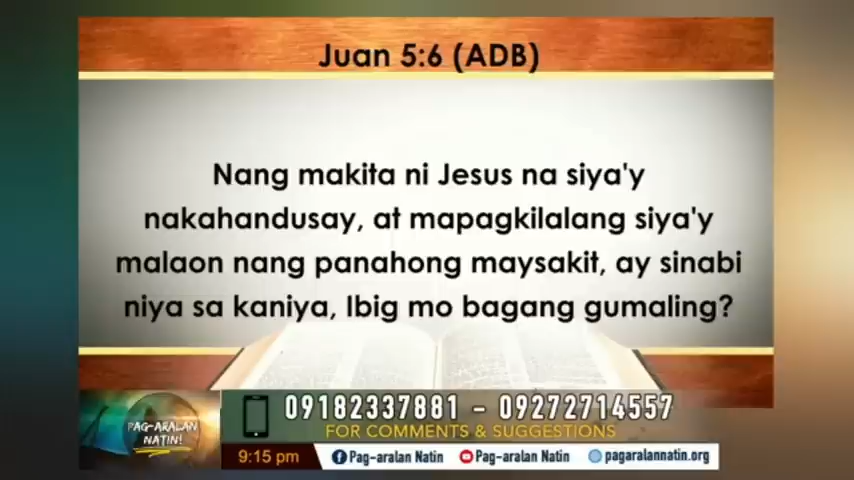 Juan 5:6 (ADB)
Nang makita ni Jesus na siya'y
nakahandusay, at mapagkilalang siya'y
malaon nang panahong maysakit, ay sinabi
niya sa kaniya, Ibig mo bagang gumaling?
PAG-ARALAN
NATIN!
09182337881 - 09272714557
FOR COMMENTS & SUGGESTIONS
9:15 pm
Pag-aralan Natin
Pag-aralan Natin
pagaralannatin.org